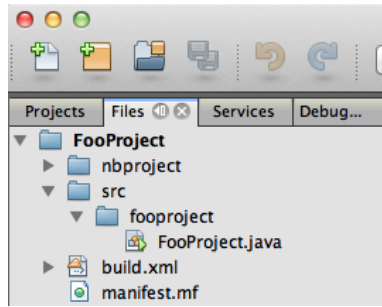 Projects Files Services Debug...
FooProject
nbproject
src
fooproject
FooProject.java
build.xml
manifest.mf